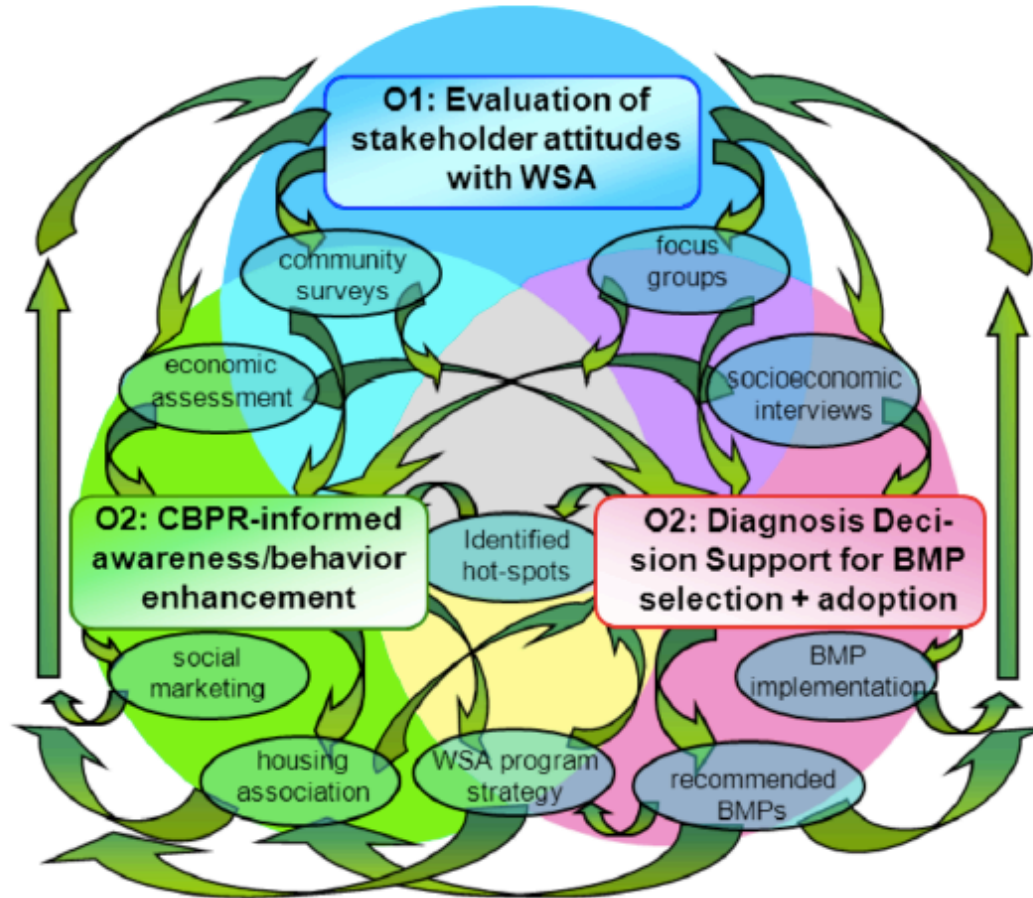 O1: Evaluation of
stakeholder attitudes
with WSA
community
surveys
focus
groups
economic
assessment
socioeconomic
interviews
O2: CBPR-informed
awareness/behavior
enhancement
Identified
hot-spots
O2: Diagnosis Deci-
sion Support for BMP
selection + adoption
social
marketing
BMP
implementation
housing
association
WSA program
strategy
recommended
BMPs